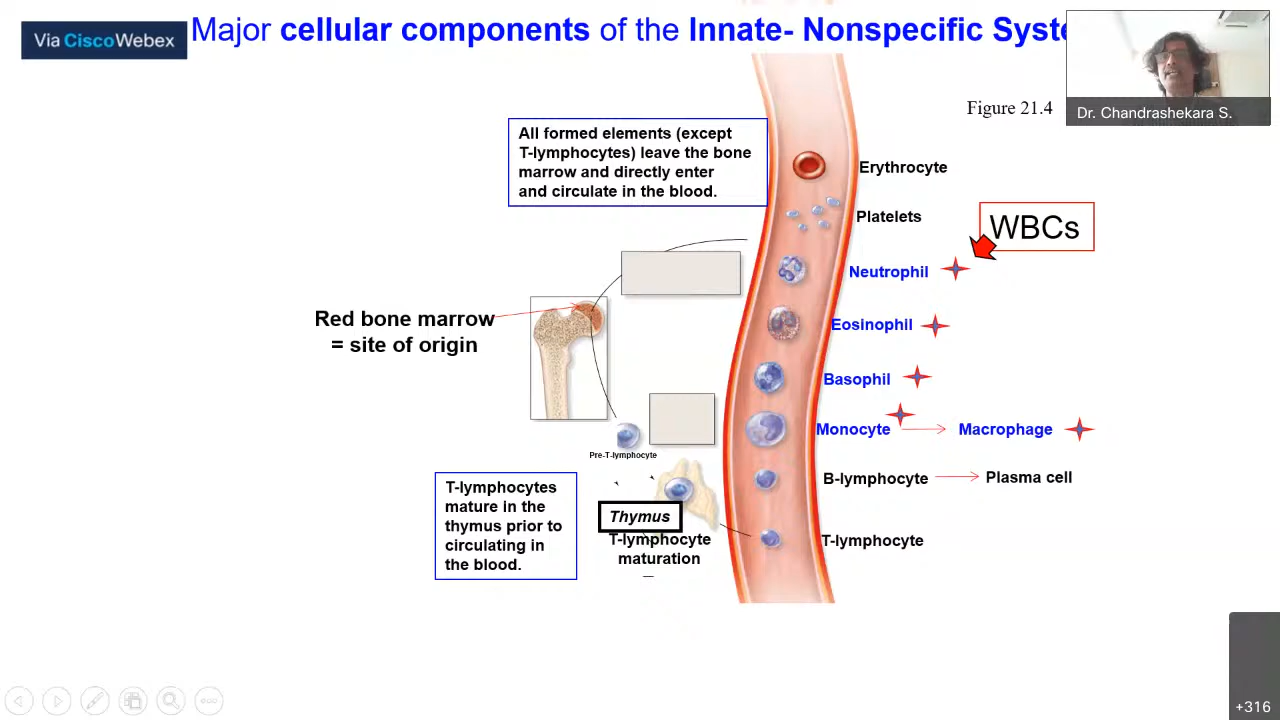 Via CiscoWebex
Major cellular components of the Innate- Nonspecific Syste
Dr. Chandrashekara S.
Figure 21.4
All formed elements (except
T-lymphocytes) leave the bone
marrow and directly enter
and circulate in the blood.
Erythrocyte
Platelets
WBCs
Neutrophil
Red bone marrow
= site of origin
Eosinophil
Basophil
Monocyte
Macrophage
Pre-T-lymphocyte
B-lymphocyte
Plasma cell
T-lymphocytes
mature in the
thymus prior to
circulating in
the blood.
Thymus
T-lymphocyte
maturation
T-lymphocyte
+316